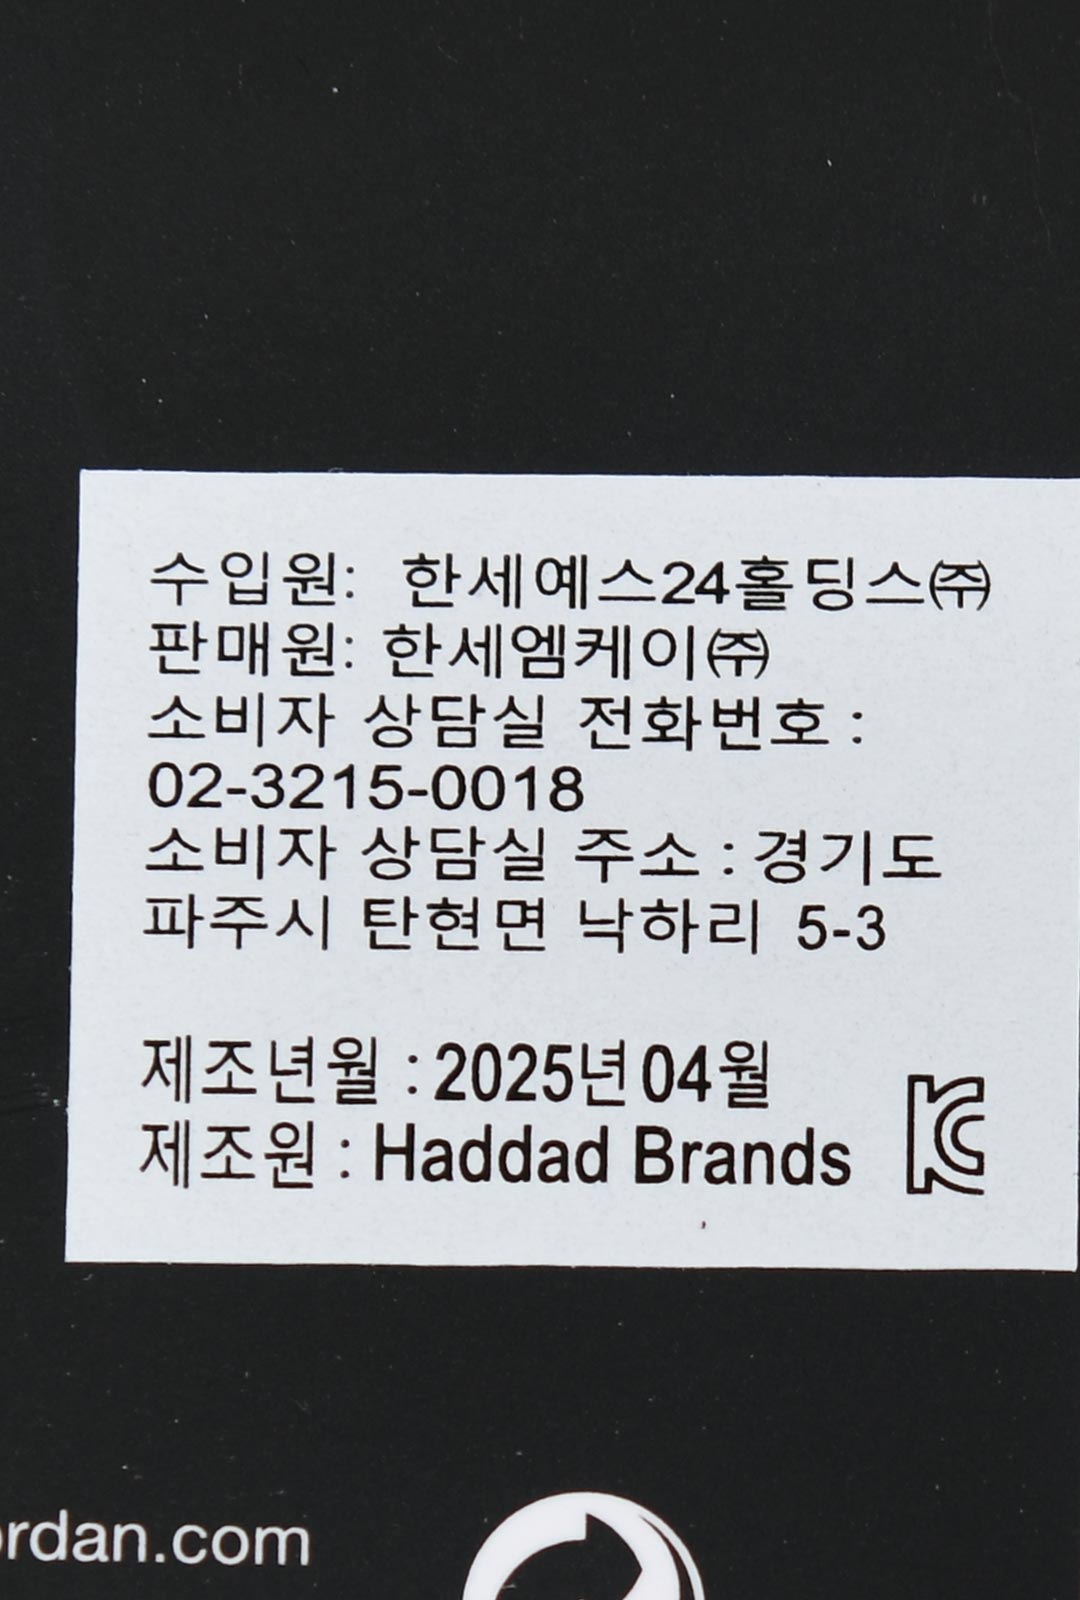 수입원: 한세예스24홀딩스㈜
판매원: 한세엠케이㈜
소비자 상담실 전화번호 :
02-3215-0018
소비자 상담실 주소 : 경기도
파주시 탄현면 낙하리 5-3
제조년월 : 2025년 04월
제조원 : Haddad Brands
KC
rdan.com